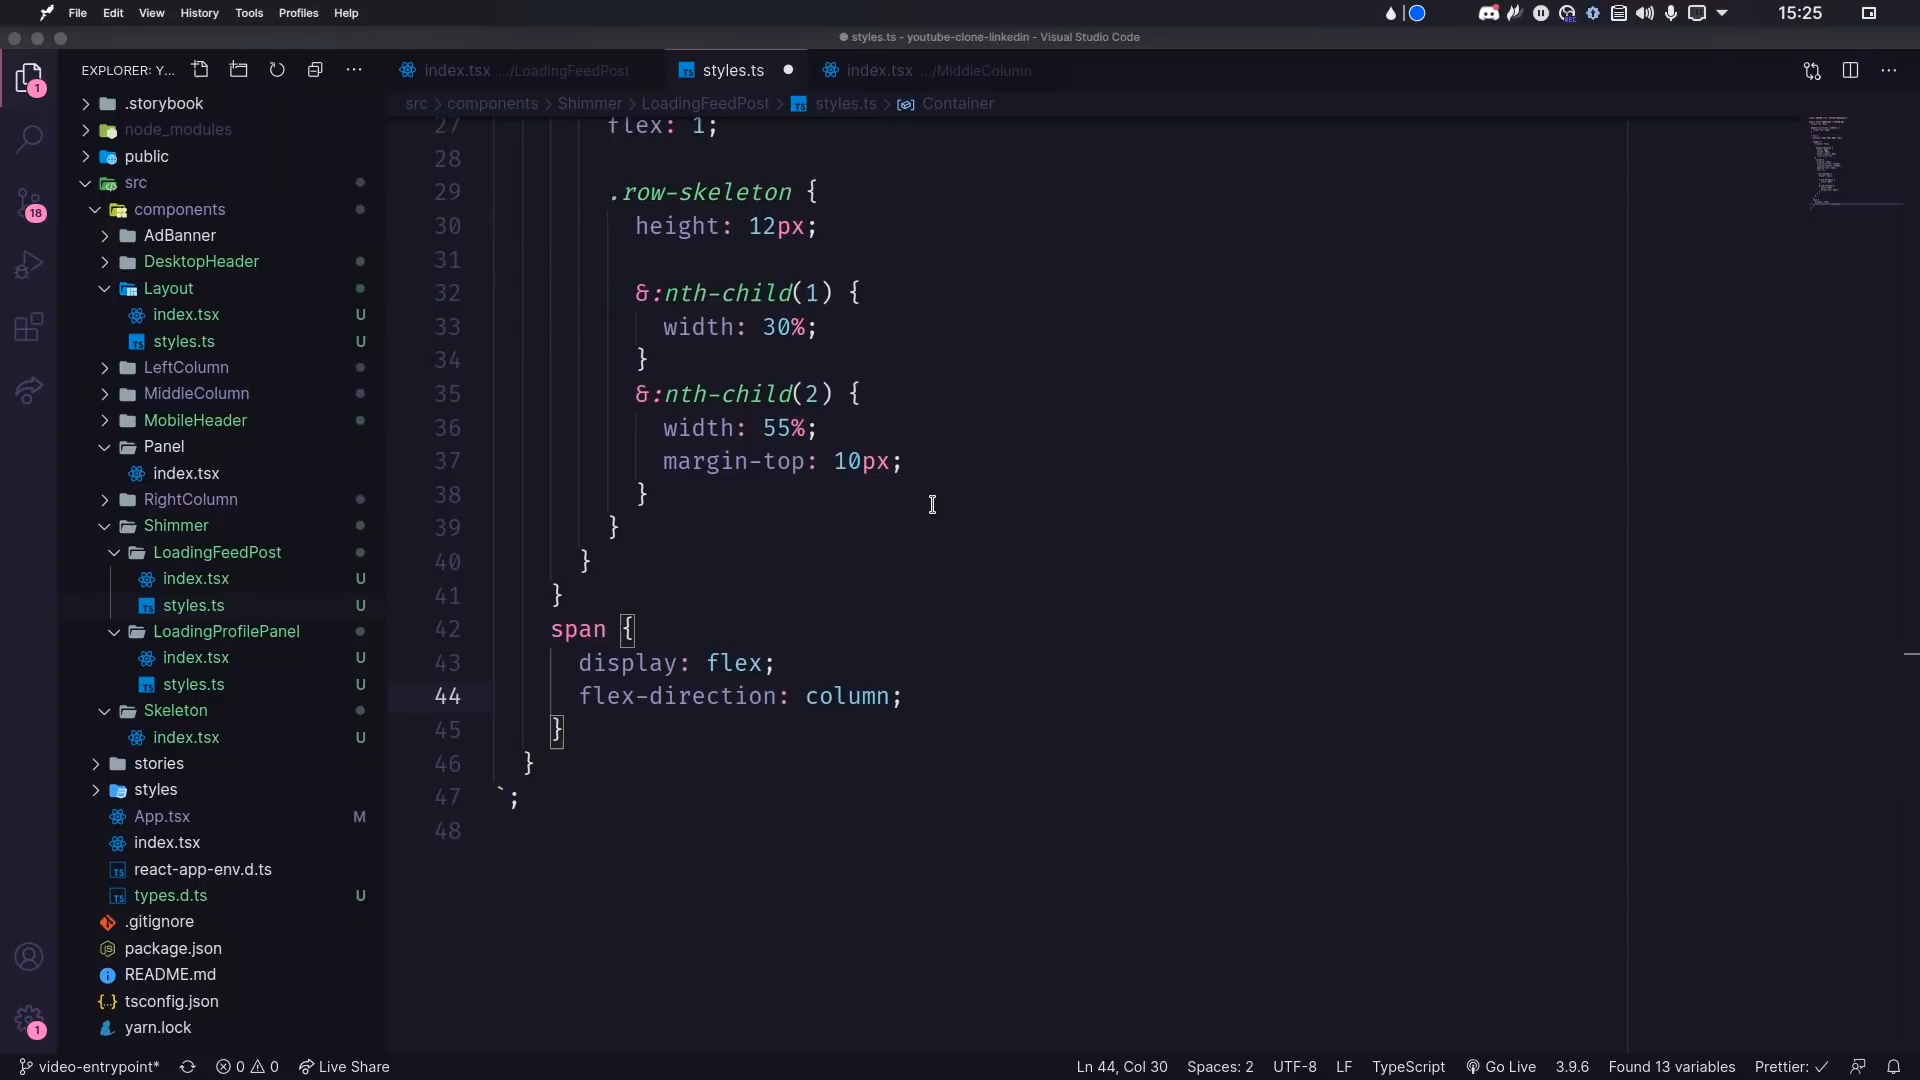 File Edit View History Tools Profiles Help
15:25
styles.ts - youtube-clone-linkedin - Visual Studio Code
EXPLORER: Y...
index.tsx .../LoadingFeedPost
styles.ts
index.tsx .../MiddleColumn
src > components > Shimmer > LoadingFeedPost > styles.ts > Container
.storybook
node_modules
public
src
components
AdBanner
DesktopHeader
Layout
index.tsx U
styles.ts U
LeftColumn
MiddleColumn
MobileHeader
Panel
index.tsx
RightColumn
Shimmer
LoadingFeedPost
index.tsx U
styles.ts U
LoadingProfilePanel
index.tsx U
styles.ts U
Skeleton
index.tsx U
stories
styles
App.tsx M
index.tsx
react-app-env.d.ts
types.d.ts U
.gitignore
package.json
README.md
tsconfig.json
yarn.lock
1
18
1
27 flex: 1;
28
29 .row-skeleton {
30 height: 12px;
31
32 &:nth-child(1) {
33 width: 30%;
34 }
35 &:nth-child(2) {
36 width: 55%;
37 margin-top: 10px;
38 }
39 }
40 }
41 }
42 span {
43 display: flex;
44 flex-direction: column;
45 }
46 }
47 `;
48
video-entrypoint* 0 0 Live Share
Ln 44, Col 30 Spaces: 2 UTF-8 LF TypeScript Go Live 3.9.6 Found 13 variables Prettier: ✓